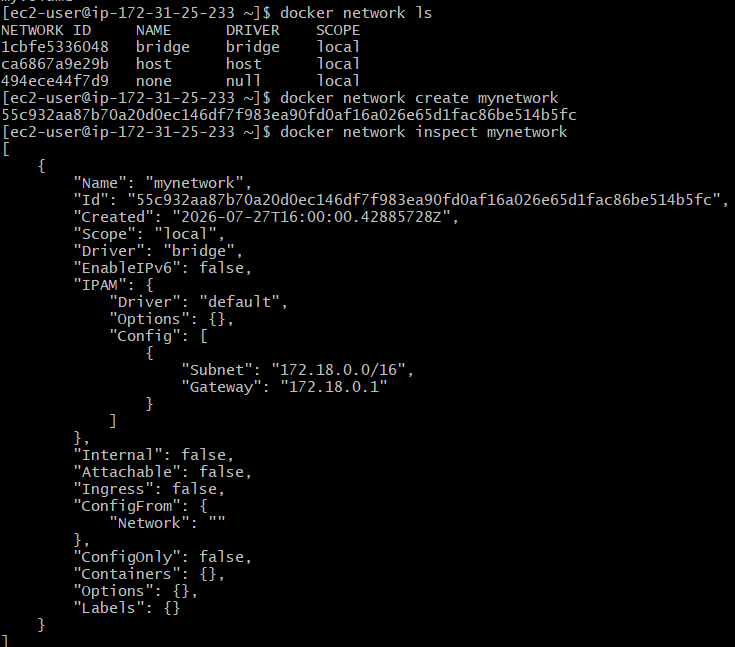 [ec2-user@ip-172-31-25-233 ~]$ docker network ls
NETWORK ID     NAME      DRIVER    SCOPE
1cbfe5336048   bridge    bridge    local
ca6867a9e29b   host      host      local
494ece44f7d9   none      null      local
[ec2-user@ip-172-31-25-233 ~]$ docker network create mynetwork
55c932aa87b70a20d0ec146df7f983ea90fd0af16a026e65d1fac86be514b5fc
[ec2-user@ip-172-31-25-233 ~]$ docker network inspect mynetwork
[
    {
        "Name": "mynetwork",
        "Id": "55c932aa87b70a20d0ec146df7f983ea90fd0af16a026e65d1fac86be514b5fc",
        "Created": "2026-07-27T16:00:00.42885728Z",
        "Scope": "local",
        "Driver": "bridge",
        "EnableIPv6": false,
        "IPAM": {
            "Driver": "default",
            "Options": {},
            "Config": [
                {
                    "Subnet": "172.18.0.0/16",
                    "Gateway": "172.18.0.1"
                }
            ]
        },
        "Internal": false,
        "Attachable": false,
        "Ingress": false,
        "ConfigFrom": {
            "Network": ""
        },
        "ConfigOnly": false,
        "Containers": {},
        "Options": {},
        "Labels": {}
    }
]